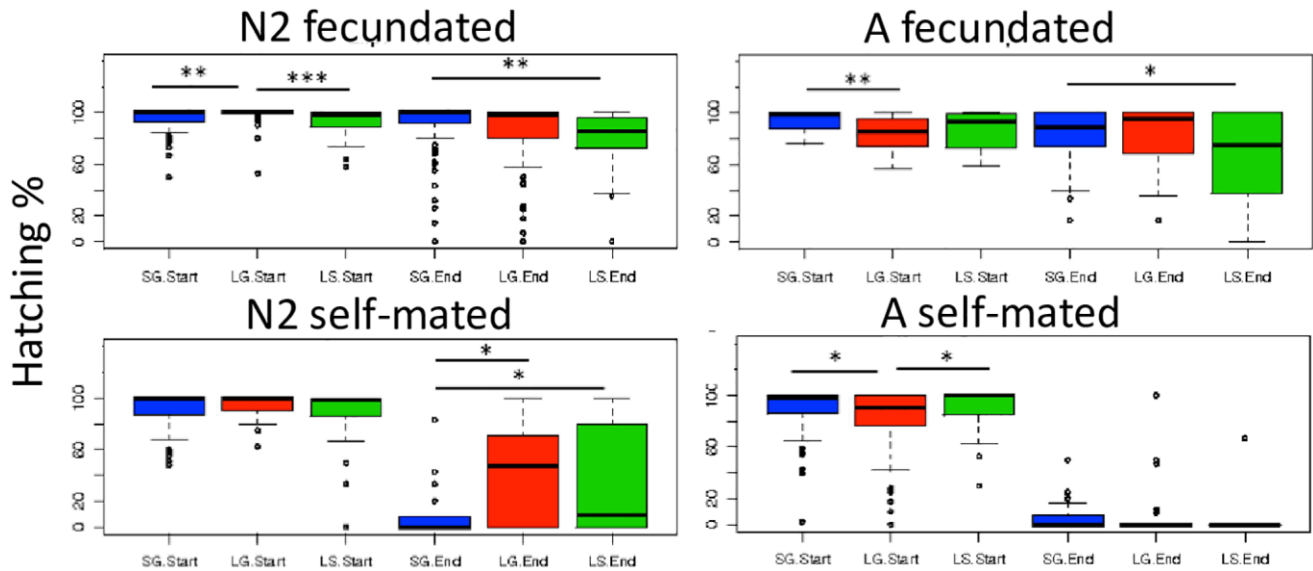 N2 fecundated
A fecundated
Hatching %
** *** **
** *
100
60
20
0
100
60
20
0
SG.Start LG.Start LS.Start SG.End LG.End LS.End
SG.Start LG.Start LS.Start SG.End LG.End LS.End
N2 self-mated
A self-mated
*
*
* *
100
60
20
0
100
60
20
0
SG.Start LG.Start LS.Start SG.End LG.End LS.End
SG.Start LG.Start LS.Start SG.End LG.End LS.End